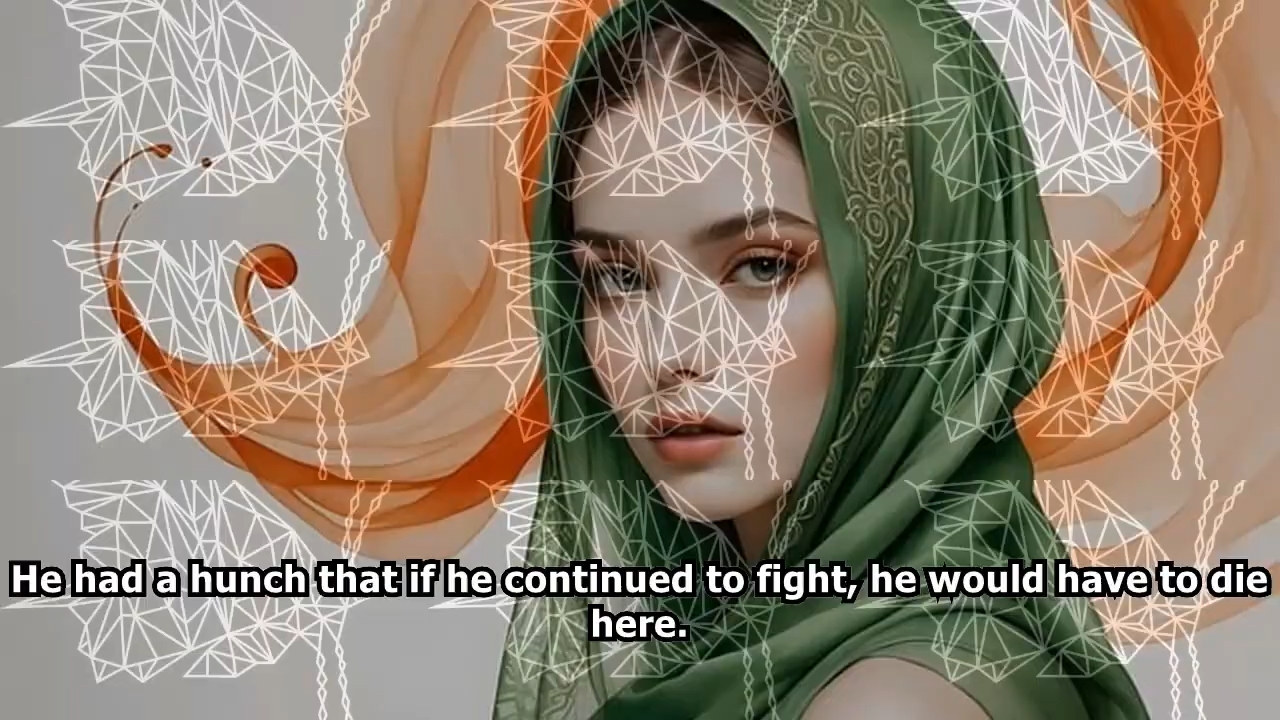 He had a hunch that if he continued to fight, he would have to die
here.